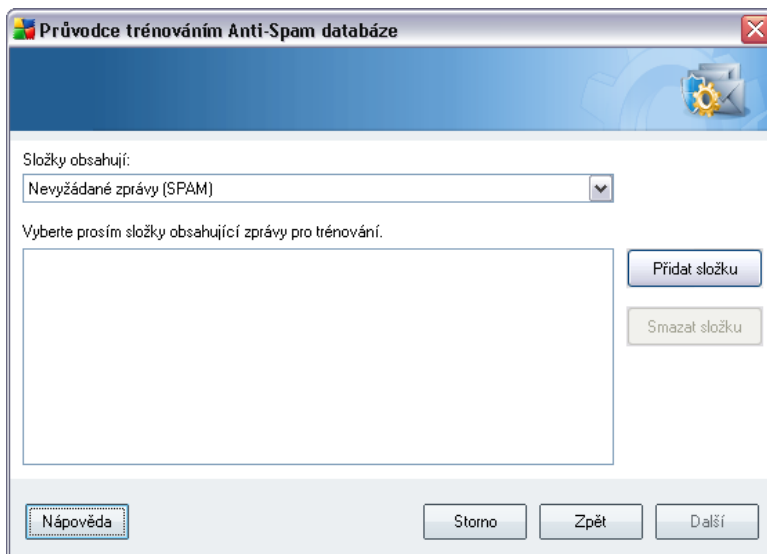 Průvodce trénováním Anti-Spam databáze
Složky obsahují:
Nevyžádané zprávy (SPAM)
Vyberte prosím složky obsahující zprávy pro trénování.
Přidat složku
Smazat složku
Nápověda
Storno
Zpět
Další